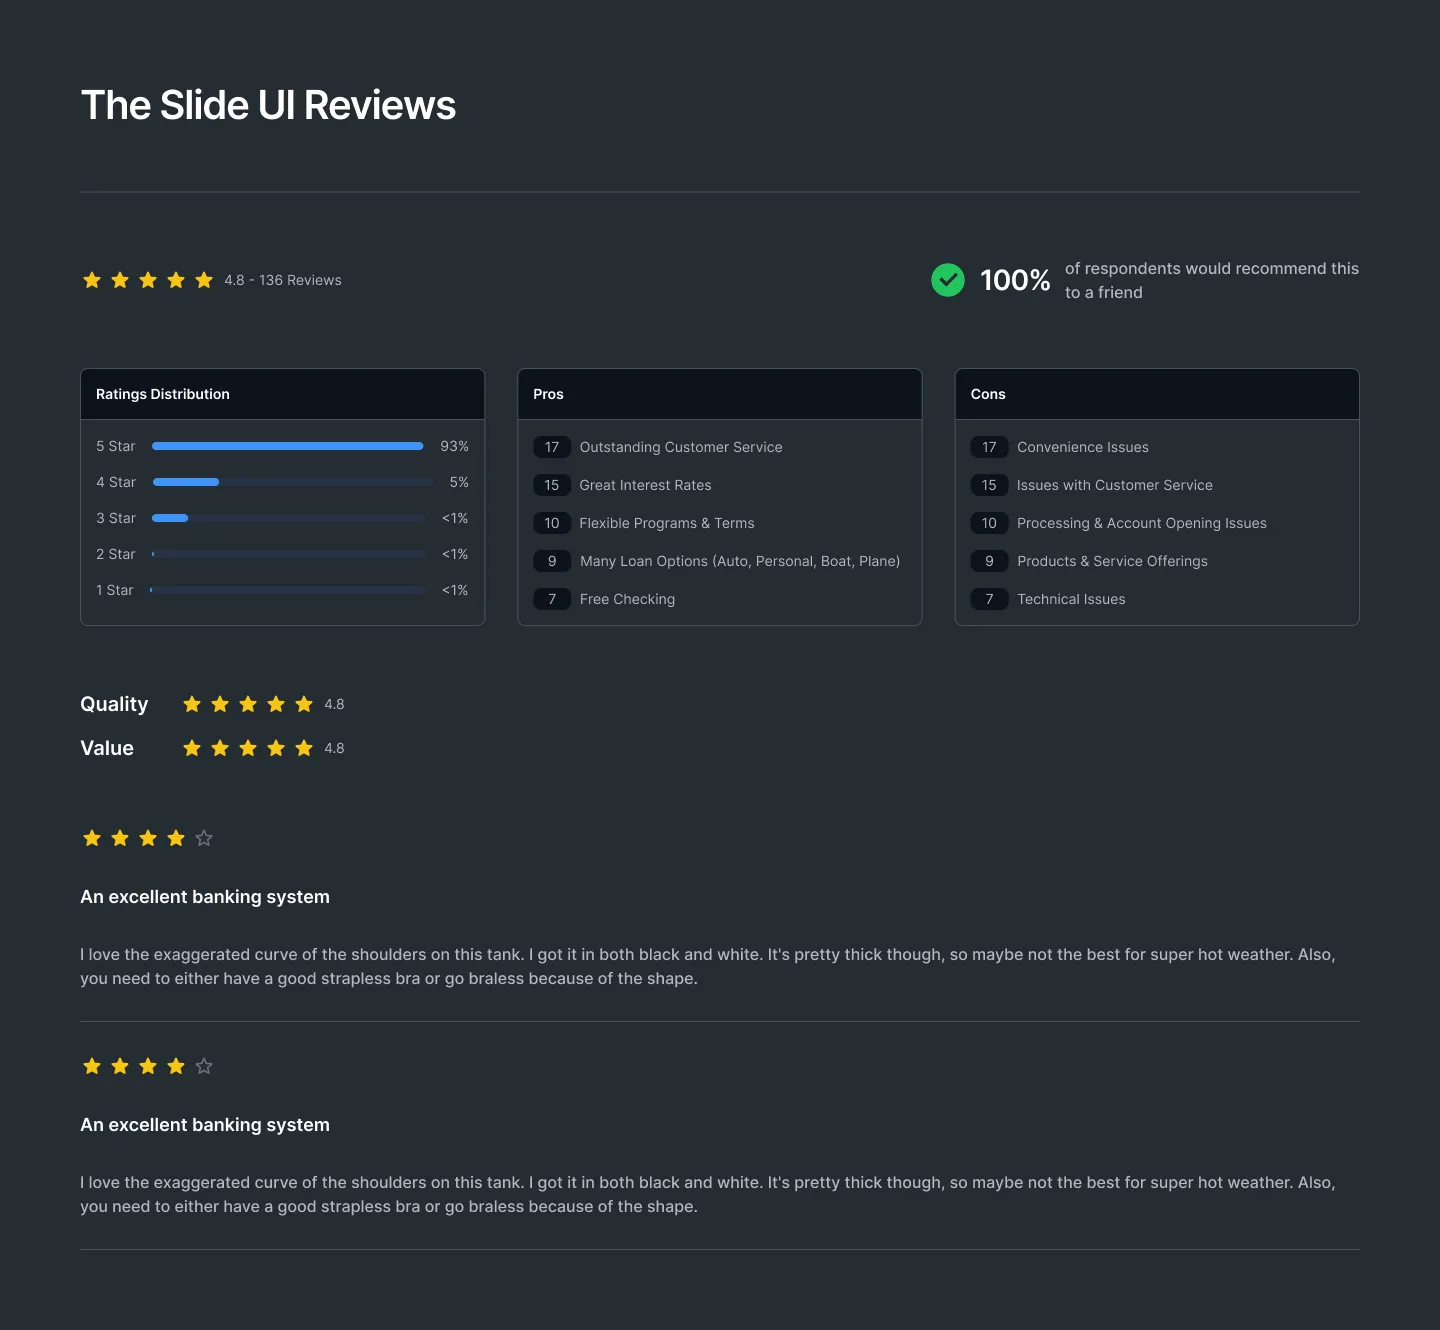 The Slide UI Reviews
4.8 - 136 Reviews
100%
of respondents would recommend this
to a friend
Ratings Distribution
5 Star 93%
4 Star 5%
3 Star <1%
2 Star <1%
1 Star <1%
Pros
17 Outstanding Customer Service
15 Great Interest Rates
10 Flexible Programs & Terms
9 Many Loan Options (Auto, Personal, Boat, Plane)
7 Free Checking
Cons
17 Convenience Issues
15 Issues with Customer Service
10 Processing & Account Opening Issues
9 Products & Service Offerings
7 Technical Issues
Quality 4.8
Value 4.8
An excellent banking system
I love the exaggerated curve of the shoulders on this tank. I got it in both black and white. It's pretty thick though, so maybe not the best for super hot weather. Also,
you need to either have a good strapless bra or go braless because of the shape.
An excellent banking system
I love the exaggerated curve of the shoulders on this tank. I got it in both black and white. It's pretty thick though, so maybe not the best for super hot weather. Also,
you need to either have a good strapless bra or go braless because of the shape.